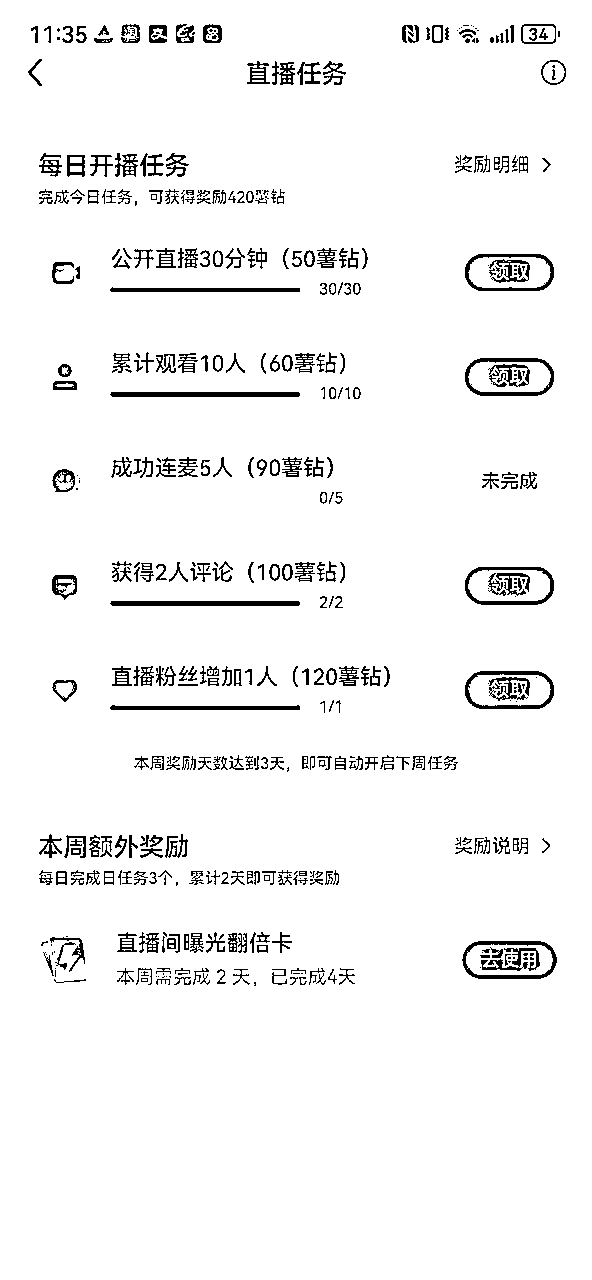 11:35
34
直播任务
每日开播任务
奖励明细
完成今日任务，可获得奖励420薯钻
公开直播30分钟（50薯钻）
30/30
领取
累计观看10人（60薯钻）
10/10
领取
成功连麦5人（90薯钻）
0/5
未完成
获得2人评论（100薯钻）
2/2
领取
直播粉丝增加1人（120薯钻）
1/1
领取
本周奖励天数达到3天，即可自动开启下周任务
本周额外奖励
奖励说明
每日完成日任务3个，累计2天即可获得奖励
直播间曝光翻倍卡
本周需完成 2 天，已完成4天
去使用